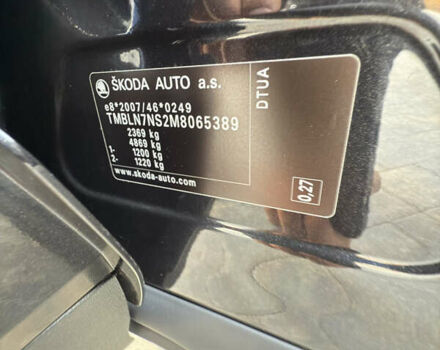 ŠKODA AUTO a.s.
e8*2007/46*0249
TMBLN7NS2M8065389
2369 kg
4869 kg
1- 1200 kg
2- 1220 kg
www.skoda-auto.com
DTUA
0,27